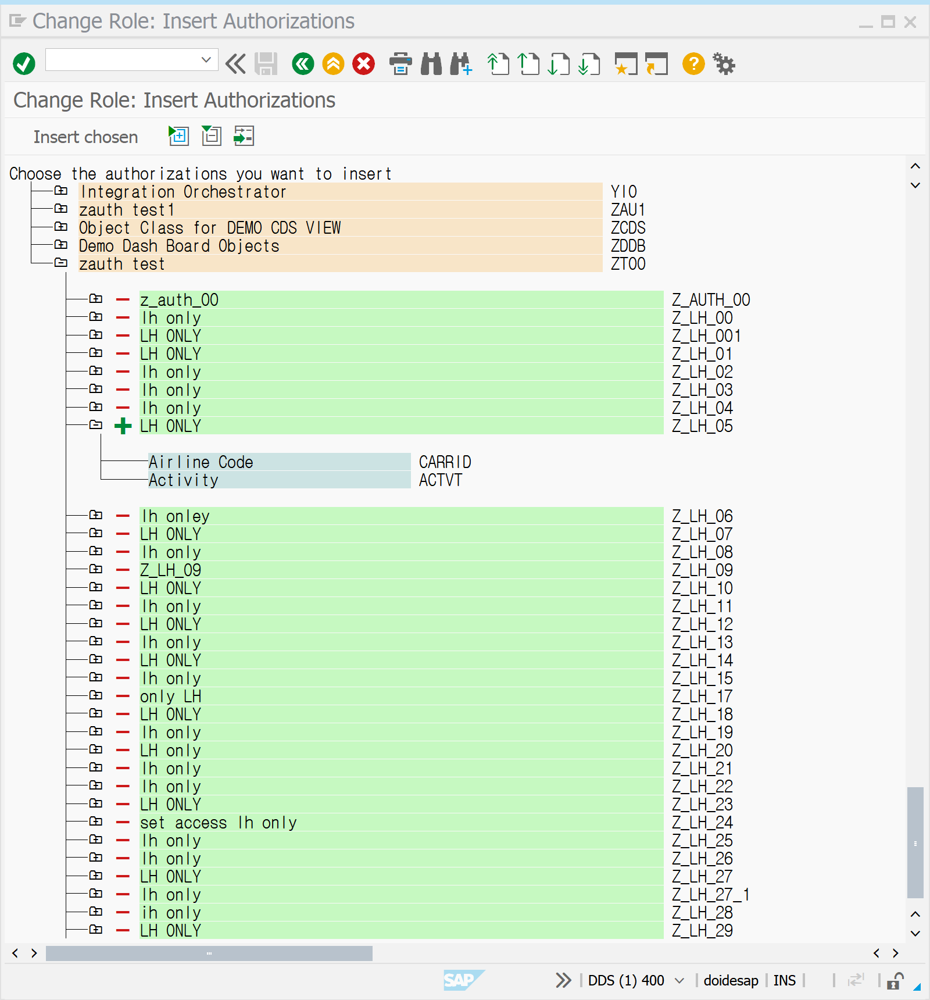 Change Role: Insert Authorizations
Change Role: Insert Authorizations
Insert chosen
Choose the authorizations you want to insert
Integration Orchestrator YIO
zauth test1 ZAU1
Object Class for DEMO CDS VIEW ZCDS
Demo Dash Board Objects ZDDB
zauth test ZT00
z_auth_00 Z_AUTH_00
lh only Z_LH_00
LH ONLY Z_LH_001
LH ONLY Z_LH_01
lh only Z_LH_02
lh only Z_LH_03
lh only Z_LH_04
LH ONLY Z_LH_05
Airline Code CARRID
Activity ACTVT
lh onley Z_LH_06
LH ONLY Z_LH_07
lh only Z_LH_08
Z_LH_09 Z_LH_09
LH ONLY Z_LH_10
lh only Z_LH_11
LH ONLY Z_LH_12
lh only Z_LH_13
LH ONLY Z_LH_14
lh only Z_LH_15
only LH Z_LH_17
LH ONLY Z_LH_18
lh only Z_LH_19
LH only Z_LH_20
lh only Z_LH_21
lh only Z_LH_22
LH ONLY Z_LH_23
set access lh only Z_LH_24
lh only Z_LH_25
lh only Z_LH_26
LH ONLY Z_LH_27
lh only Z_LH_27_1
ih only Z_LH_28
LH ONLY Z_LH_29
SAP DDS (1) 400 doidesap INS